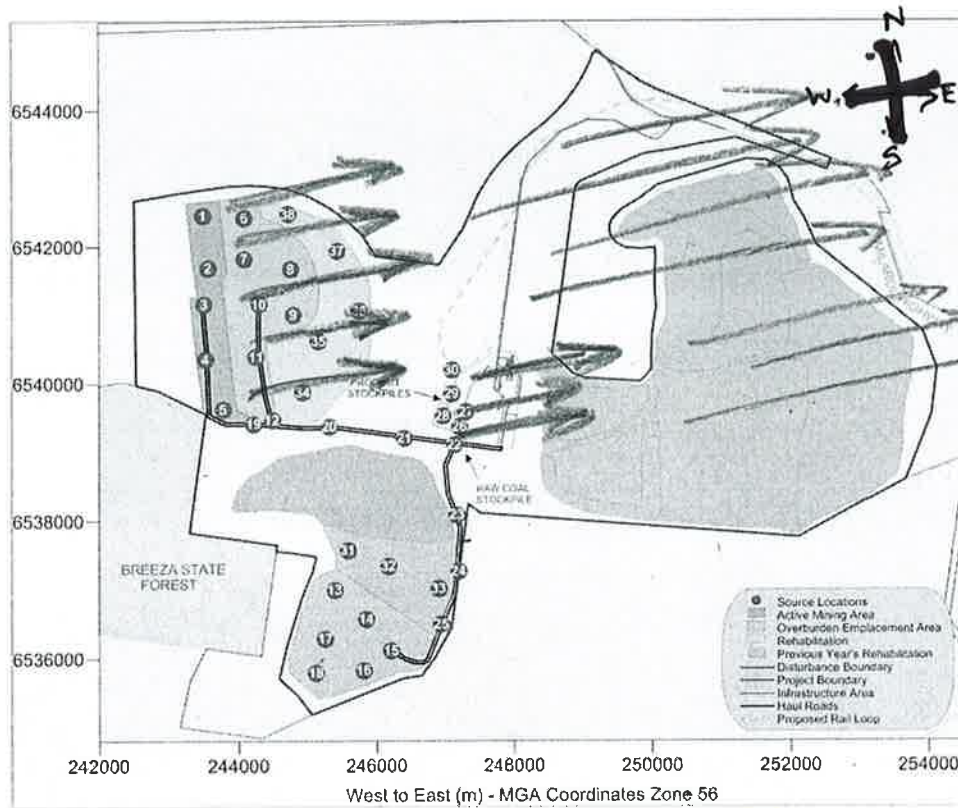 N
W
E
S
6544000
6542000
6540000
6538000
6536000
1
6
38
2
7
8
37
3
10
9
35
4
11
34
5
19
12
20
21
22
30
29
28
27
26
STOCKPILES
RAW COAL
STOCKPILE
23
24
31
32
13
33
14
25
17
15
18
16
BREEZA STATE
FOREST
Source Locations
Active Mining Area
Overburden Emplacement Area
Rehabilitation
Previous Year's Rehabilitation
Disturbance Boundary
Project Boundary
Infrastructure Area
Haul Roads
Proposed Rail Loop
242000 244000 246000 248000 250000 252000 254000
West to East (m) - MGA Coordinates Zone 56